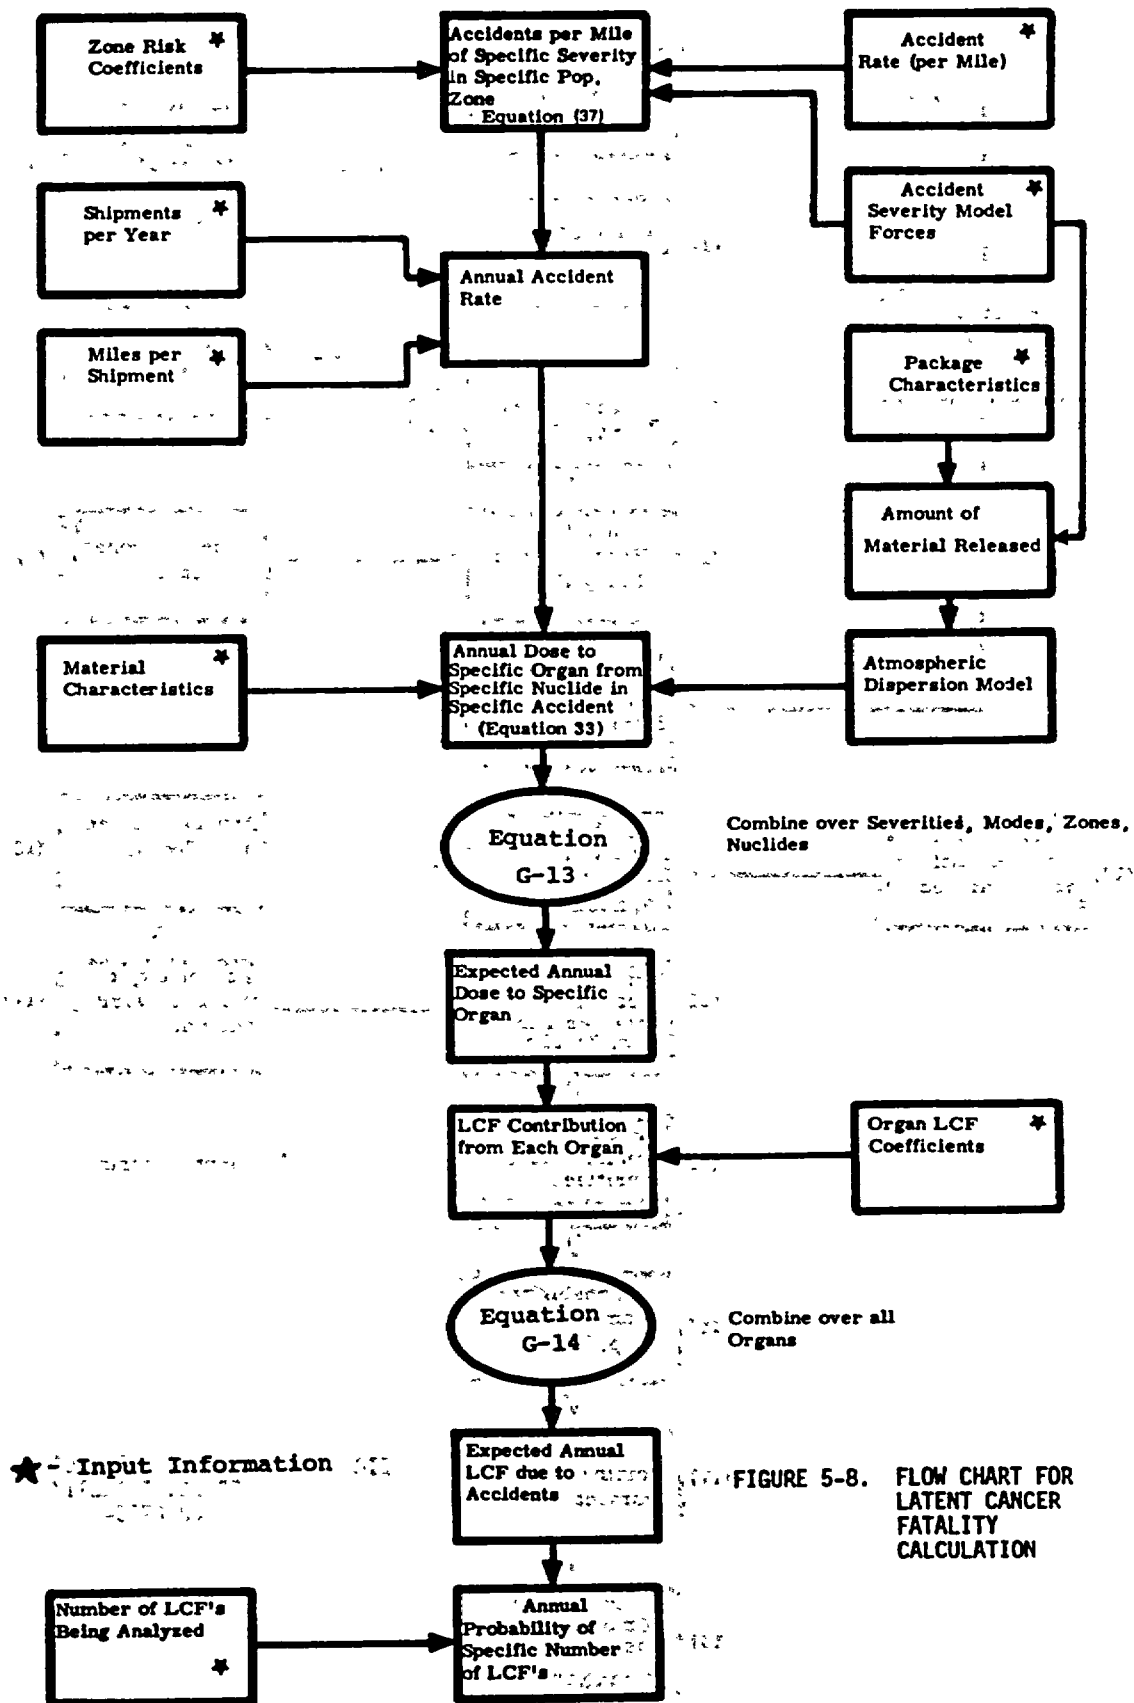 Zone Risk ★
Coefficients
Accidents per Mile
of Specific Severity
in Specific Pop.
Zone
Equation (37)
Accident ★
Rate (per Mile)
Shipments ★
per Year
Accident ★
Severity Model
Forces
Annual Accident
Rate
Miles per ★
Shipment
Package ★
Characteristics
Amount of
Material Released
Material ★
Characteristics
Annual Dose to
Specific Organ from
Specific Nuclide in
Specific Accident
(Equation 33)
Atmospheric
Dispersion Model
Equation
G-13
Combine over Severities, Modes, Zones,
Nuclides
Expected Annual
Dose to Specific
Organ
LCF Contribution
from Each Organ
Organ LCF ★
Coefficients
Equation
G-14
Combine over all
Organs
★ - Input Information
Expected Annual
LCF due to
Accidents
FIGURE 5-8. FLOW CHART FOR
LATENT CANCER
FATALITY
CALCULATION
Number of LCF's
Being Analyzed
★
Annual
Probability of
Specific Number
of LCF's